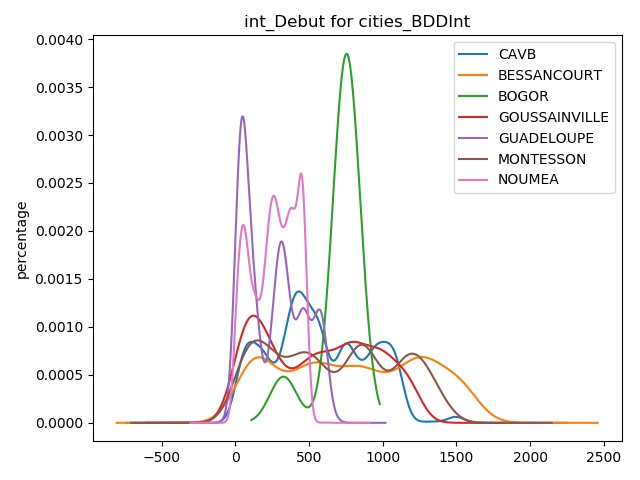 int_Debut for cities_BDDInt
0.0040
0.0035
0.0030
0.0025
0.0020
0.0015
0.0010
0.0005
0.0000
percentage
−500
0
500
1000
1500
2000
2500
CAVB
BESSANCOURT
BOGOR
GOUSSAINVILLE
GUADELOUPE
MONTESSON
NOUMEA